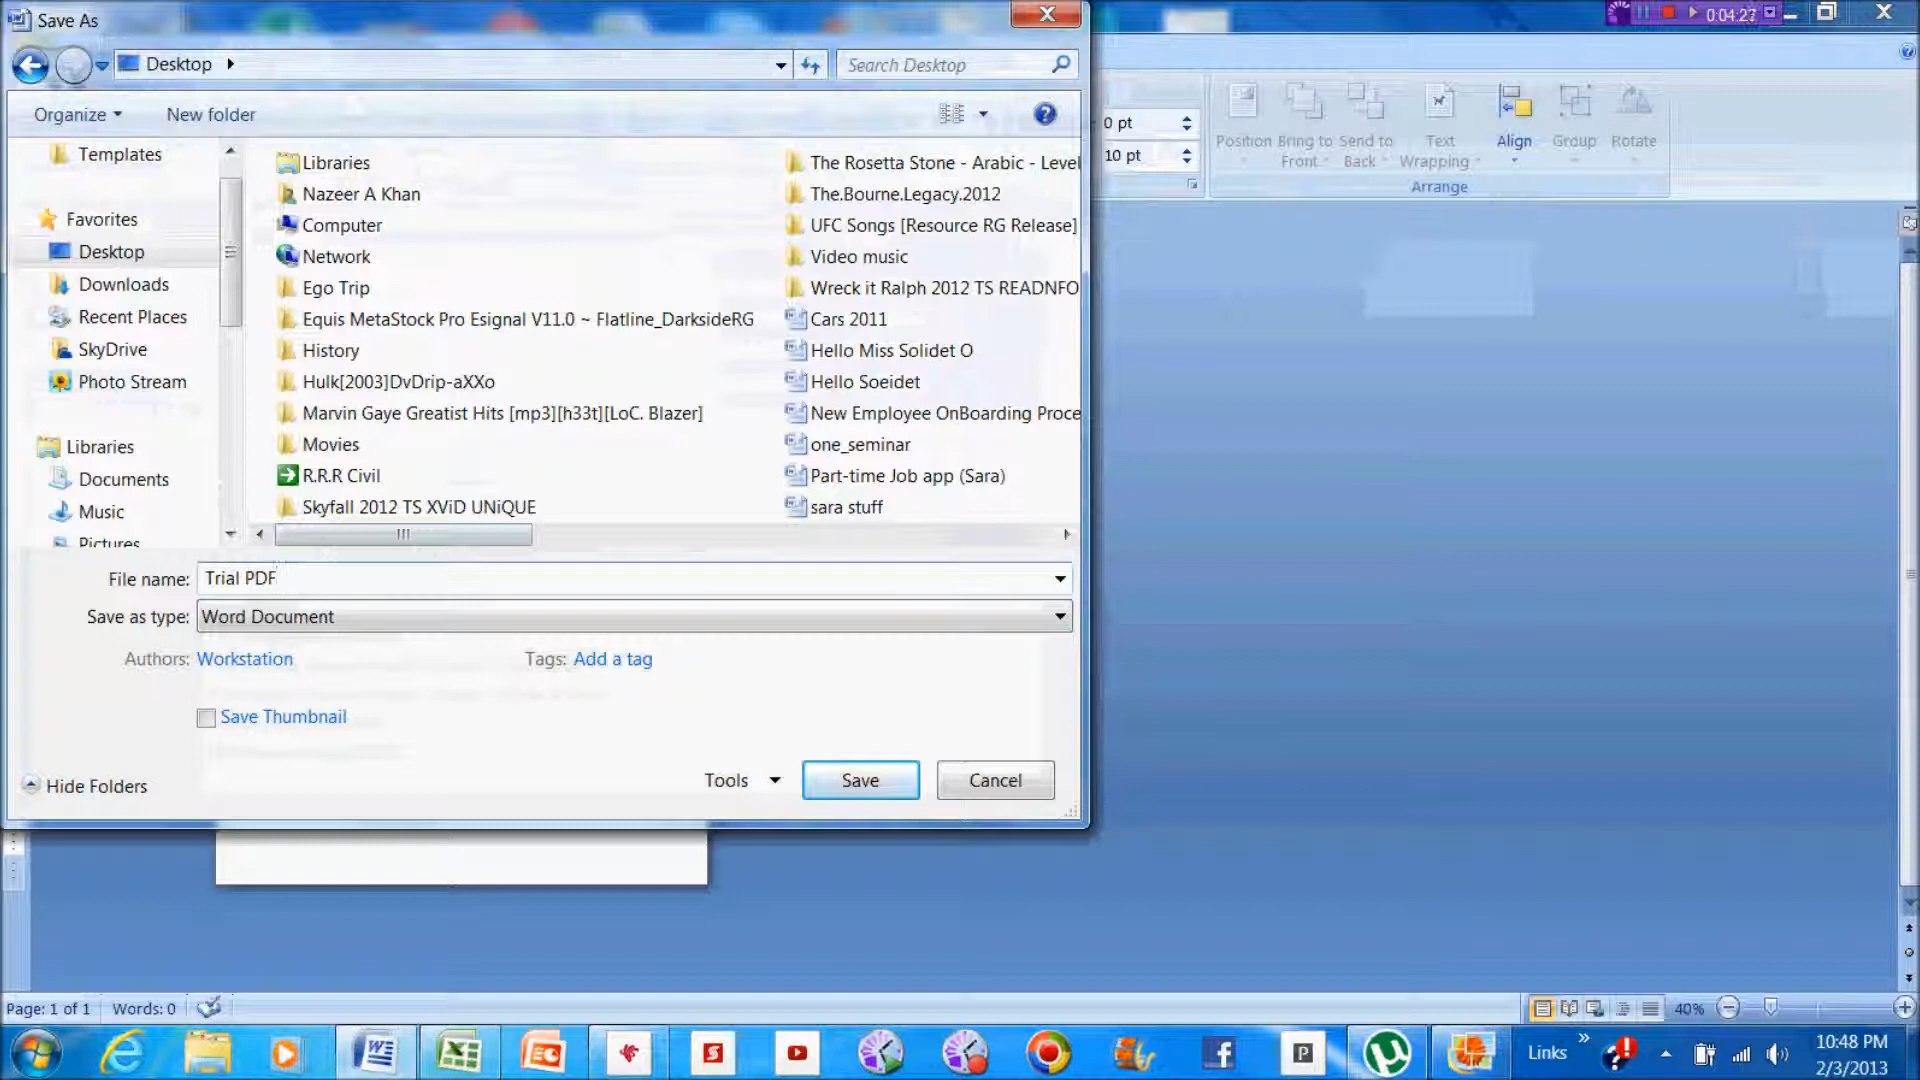 Save As
0:04:27
Desktop
Search Desktop
Organize
New folder
0 pt
10 pt
Position
Bring to Front
Send to Back
Text Wrapping
Align
Group
Rotate
Arrange
Templates
Favorites
Desktop
Downloads
Recent Places
SkyDrive
Photo Stream
Libraries
Documents
Music
Pictures
Libraries
Nazeer A Khan
Computer
Network
Ego Trip
Equis MetaStock Pro Esignal V11.0 ~ Flatline_DarksideRG
History
Hulk[2003]DvDrip-aXXo
Marvin Gaye Greatist Hits [mp3][h33t][LoC. Blazer]
Movies
R.R.R Civil
Skyfall 2012 TS XViD UNiQUE
The Rosetta Stone - Arabic - Level
The.Bourne.Legacy.2012
UFC Songs [Resource RG Release]
Video music
Wreck it Ralph 2012 TS READNFO
Cars 2011
Hello Miss Solidet O
Hello Soeidet
New Employee OnBoarding Proce
one_seminar
Part-time Job app (Sara)
sara stuff
File name: Trial PDF
Save as type: Word Document
Authors: Workstation Tags: Add a tag
Save Thumbnail
Hide Folders
Tools
Save
Cancel
Page: 1 of 1 Words: 0
40%
Links
10:48 PM
2/3/2013